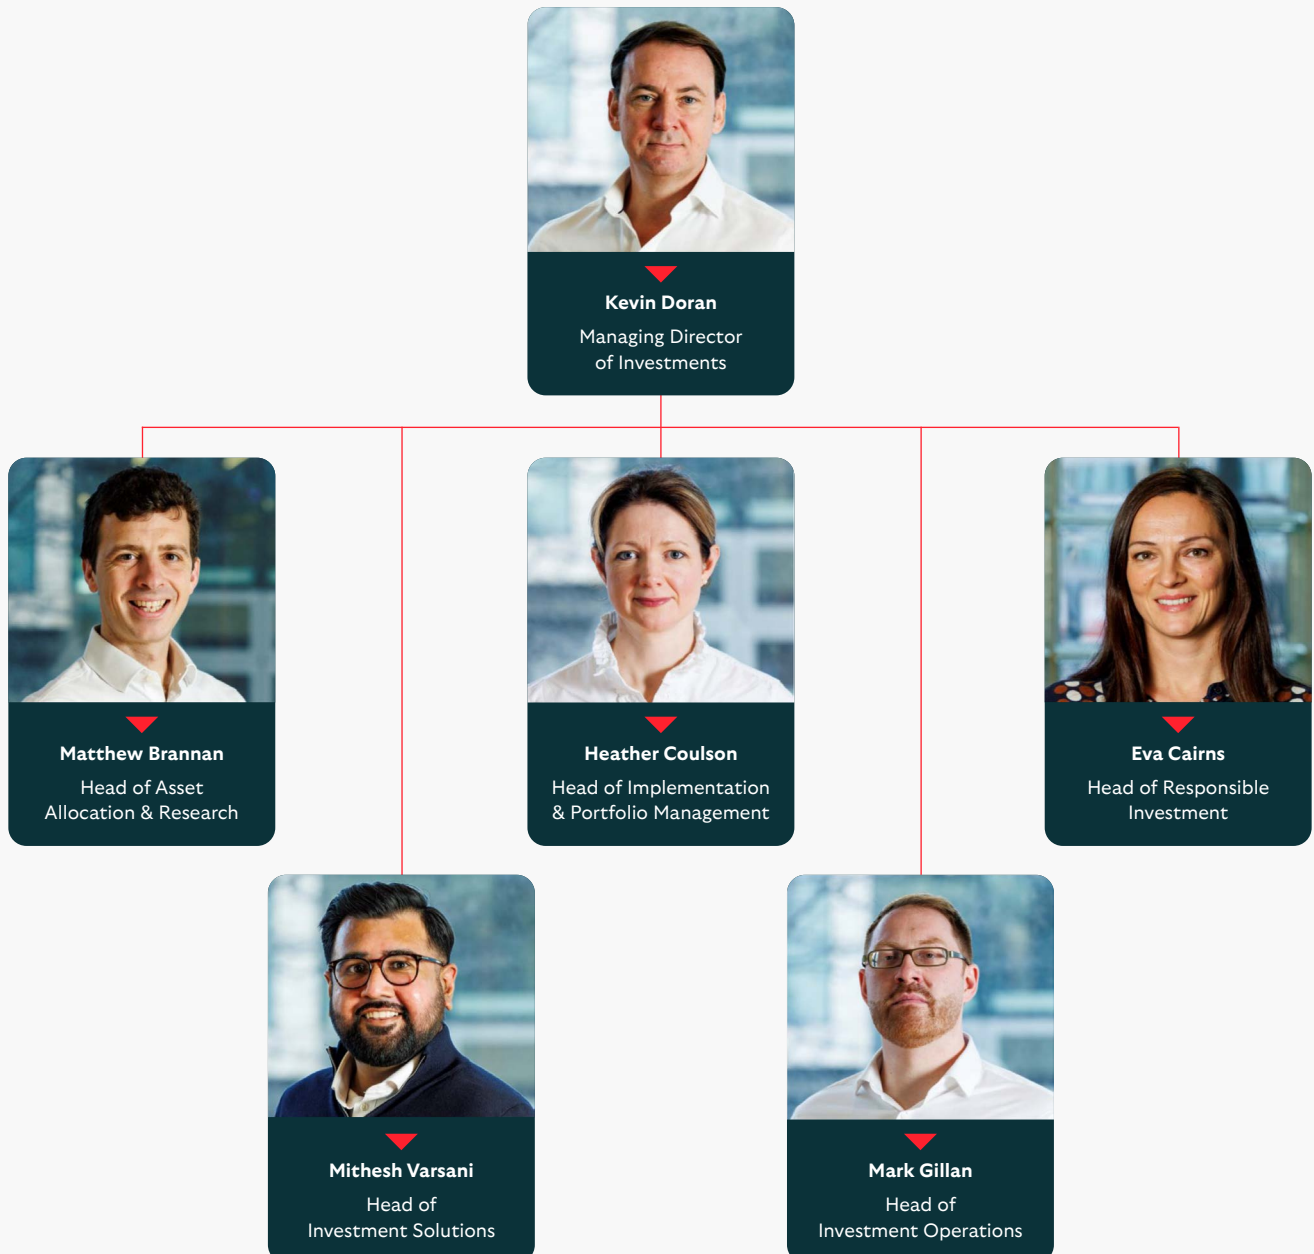 Kevin Doran
Managing Director
of Investments
Matthew Brannan
Head of Asset
Allocation & Research
Heather Coulson
Head of Implementation
& Portfolio Management
Eva Cairns
Head of Responsible
Investment
Mithesh Varsani
Head of
Investment Solutions
Mark Gillan
Head of
Investment Operations